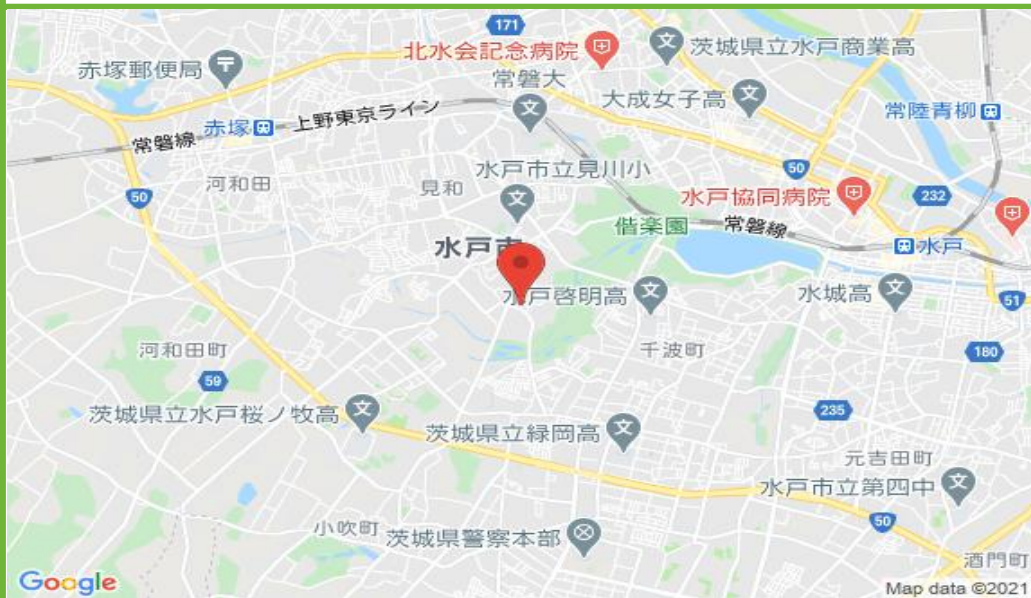 171
北水会記念病院
茨城県立水戸商業高
赤塚郵便局
常磐大
大成女子高
常陸青柳
上野東京ライン
赤塚
常磐線
50
水戸市立見川小
河和田
見和
50
水戸協同病院
232
偕楽園
常磐線
水戸
水戸市
水戸啓明高
水城高
51
河和田町
千波町
180
59
茨城県立水戸桜ノ牧高
235
茨城県立緑岡高
元吉田町
水戸市立第四中
小吹町
茨城県警察本部
50
酒門町
Google
Map data ©2021